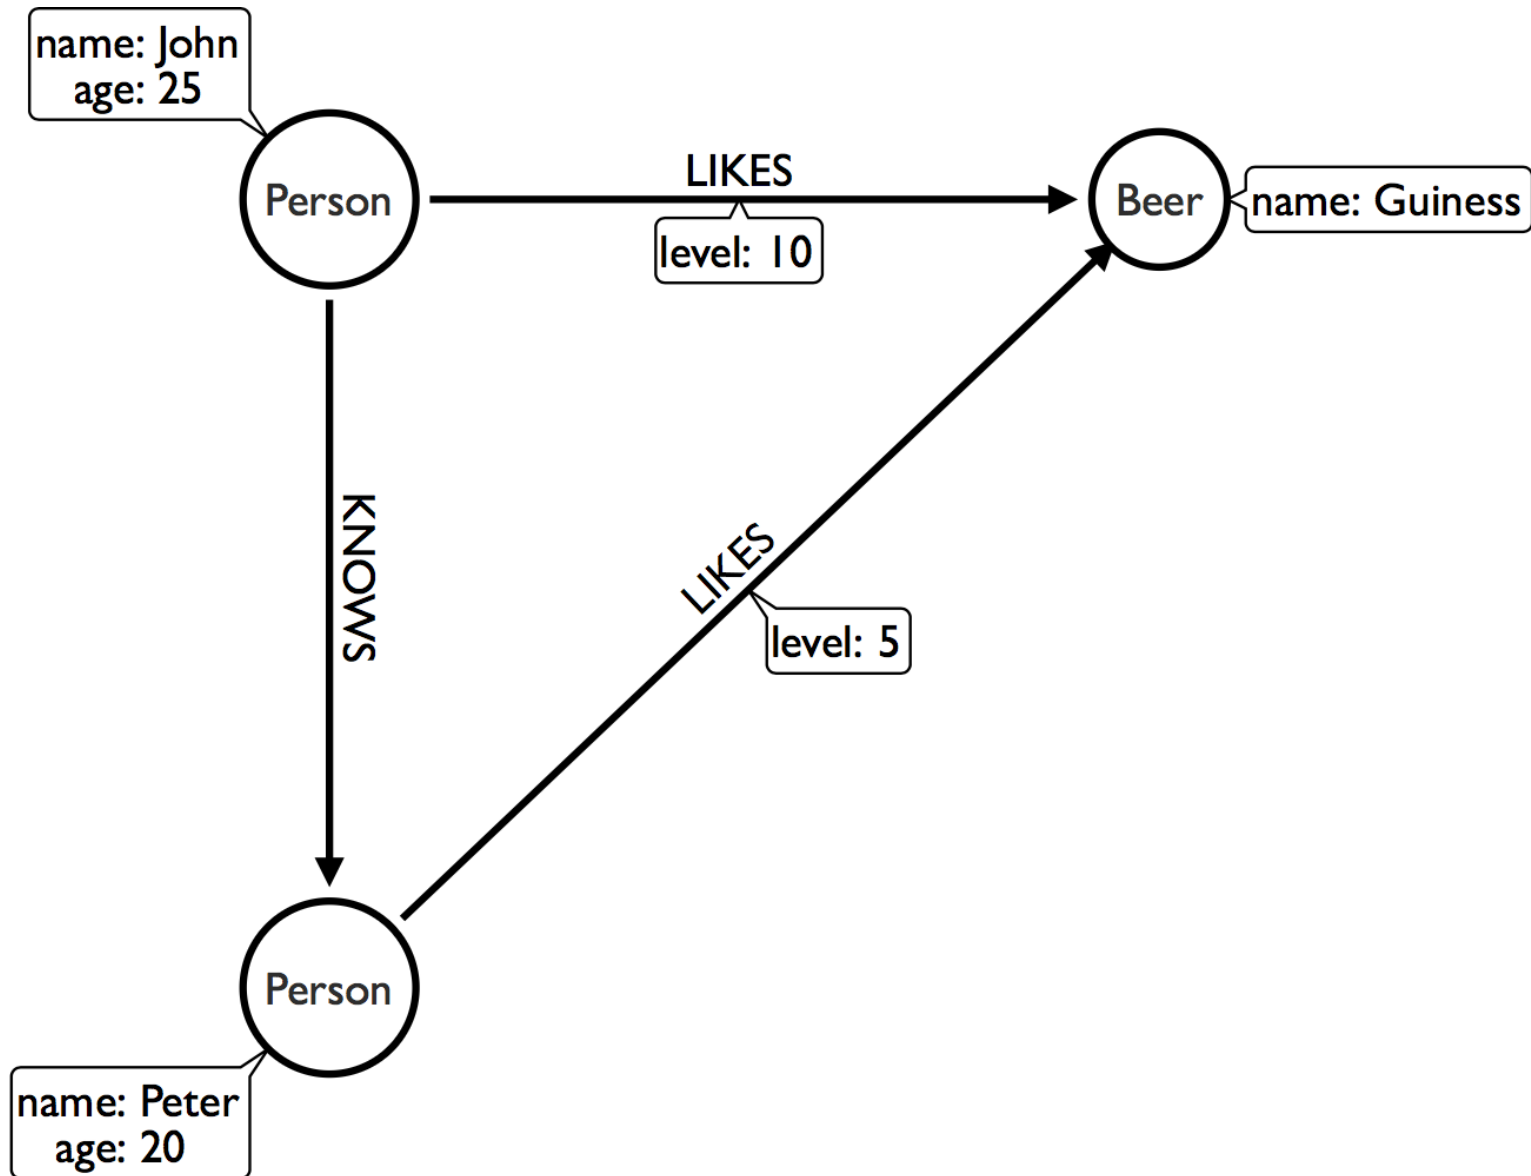 name: John
age: 25
Person
LIKES
level: 10
Beer
name: Guiness
KNOWS
LIKES
level: 5
Person
name: Peter
age: 20